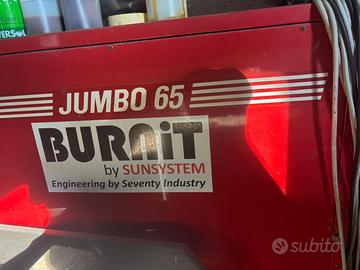 JUMBO 65
BURNiT
by SUNSYSTEM
Engineering by Seventy Industry
subito